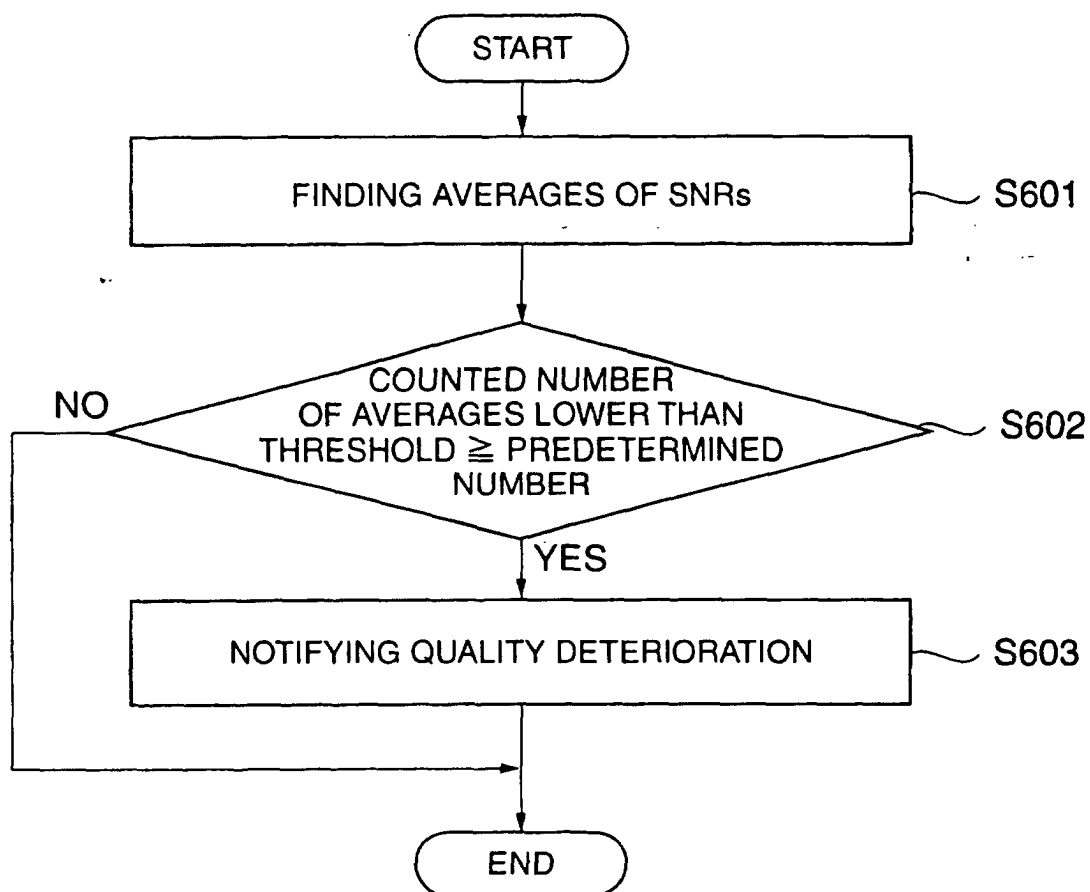 START
FINDING AVERAGES OF SNRs
S601
COUNTED NUMBER
OF AVERAGES LOWER THAN
THRESHOLD ≧ PREDETERMINED
NUMBER
NO
S602
YES
NOTIFYING QUALITY DETERIORATION
S603
END